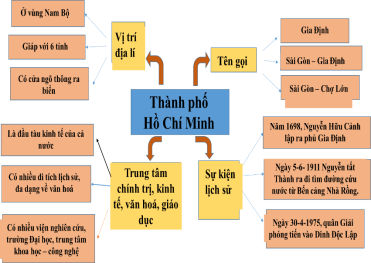 Ở vùng Nam Bộ
Giáp với 6 tỉnh
Có cửa ngõ thông ra
biển
Vị trí
địa lí
Tên gọi
Gia Định
Sài Gòn – Gia Định
Sài Gòn – Chợ Lớn
Thành phố
Hồ Chí Minh
Là đầu tàu kinh tế của cả
nước
Có nhiều di tích lịch sử,
đa dạng về văn hoá
Có nhiều viện nghiên cứu,
trường Đại học, trung tâm
khoa học – công nghệ
Trung tâm
chính trị, kinh
tế, văn hoá, giáo
dục
Sự kiện
lịch sử
Năm 1698, Nguyễn Hữu Cảnh
lập ra phủ Gia Định
Ngày 5-6- 1911 Nguyễn tất
Thành ra đi tìm đường cứu
nước từ Bến cảng Nhà Rồng.
Ngày 30-4-1975, quân Giải
phóng tiến vào Dinh Độc Lập